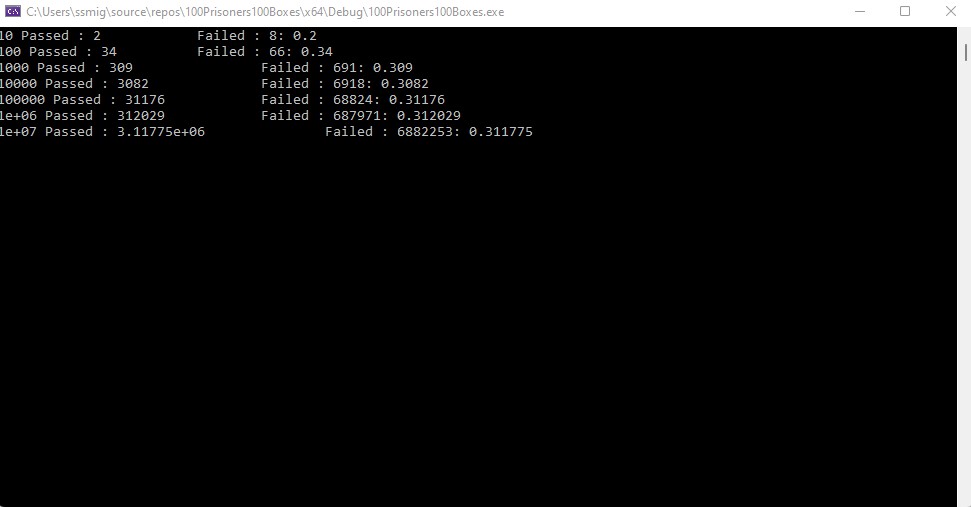 C:\Users\ssmig\source\repos\100Prisoners100Boxes\x64\Debug\100Prisoners100Boxes.exe
10 Passed : 2 Failed : 8: 0.2
100 Passed : 34 Failed : 66: 0.34
1000 Passed : 309 Failed : 691: 0.309
10000 Passed : 3082 Failed : 6918: 0.3082
100000 Passed : 31176 Failed : 68824: 0.31176
1e+06 Passed : 312029 Failed : 687971: 0.312029
1e+07 Passed : 3.11775e+06 Failed : 6882253: 0.311775